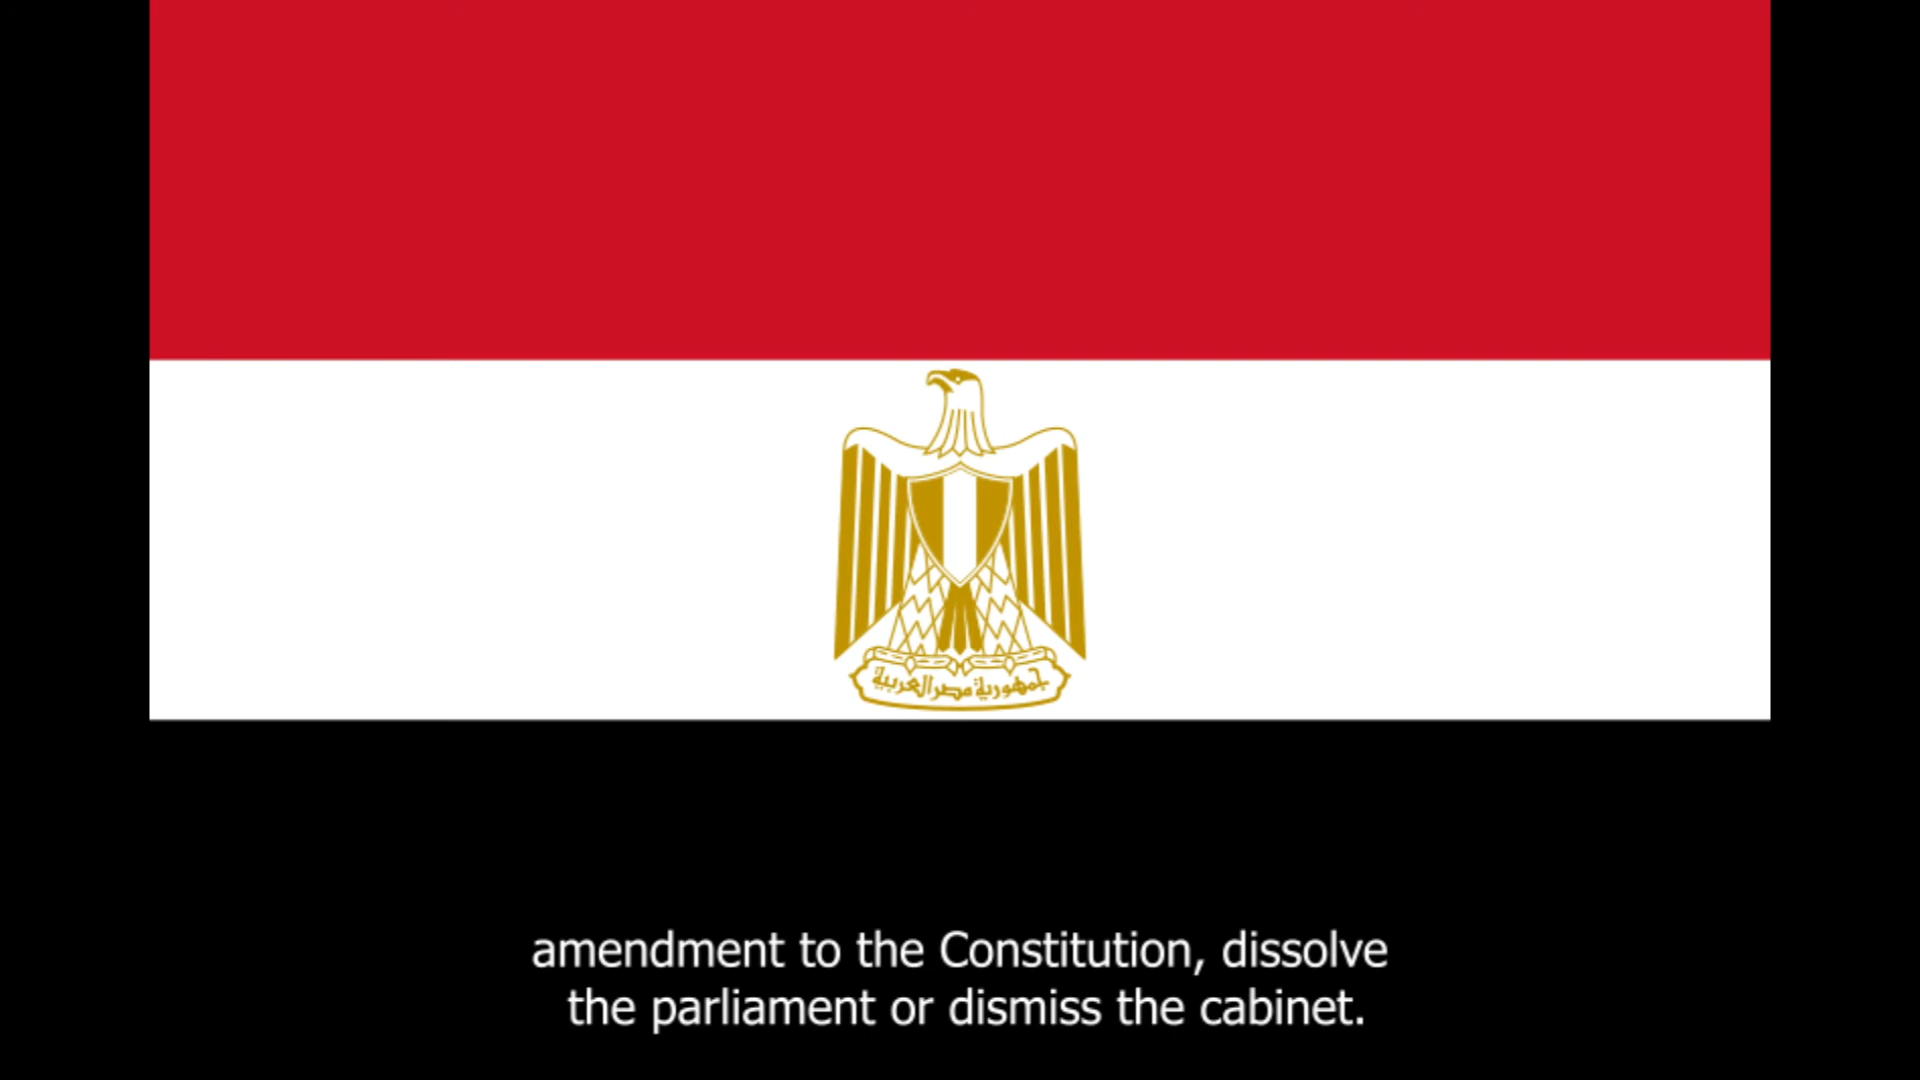 جمهورية مصر العربية
amendment to the Constitution, dissolve
the parliament or dismiss the cabinet.